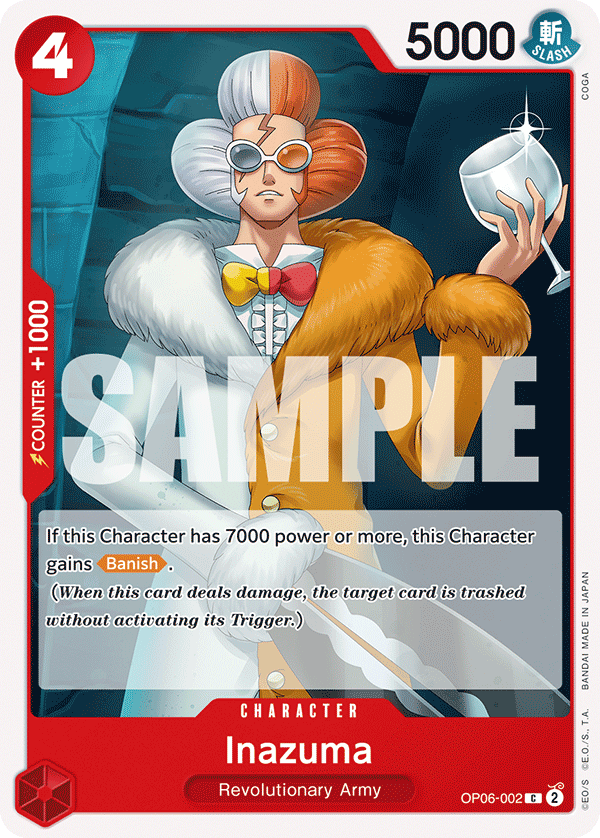 4
5000
斬
SLASH
COGA
COUNTER +1000
SAMPLE
If this Character has 7000 power or more, this Character
gains Banish.
(When this card deals damage, the target card is trashed
without activating its Trigger.)
CHARACTER
Inazuma
Revolutionary Army
OP06-002 C 2
©EO/S ©E.O./S., T.A. BANDAI MADE IN JAPAN